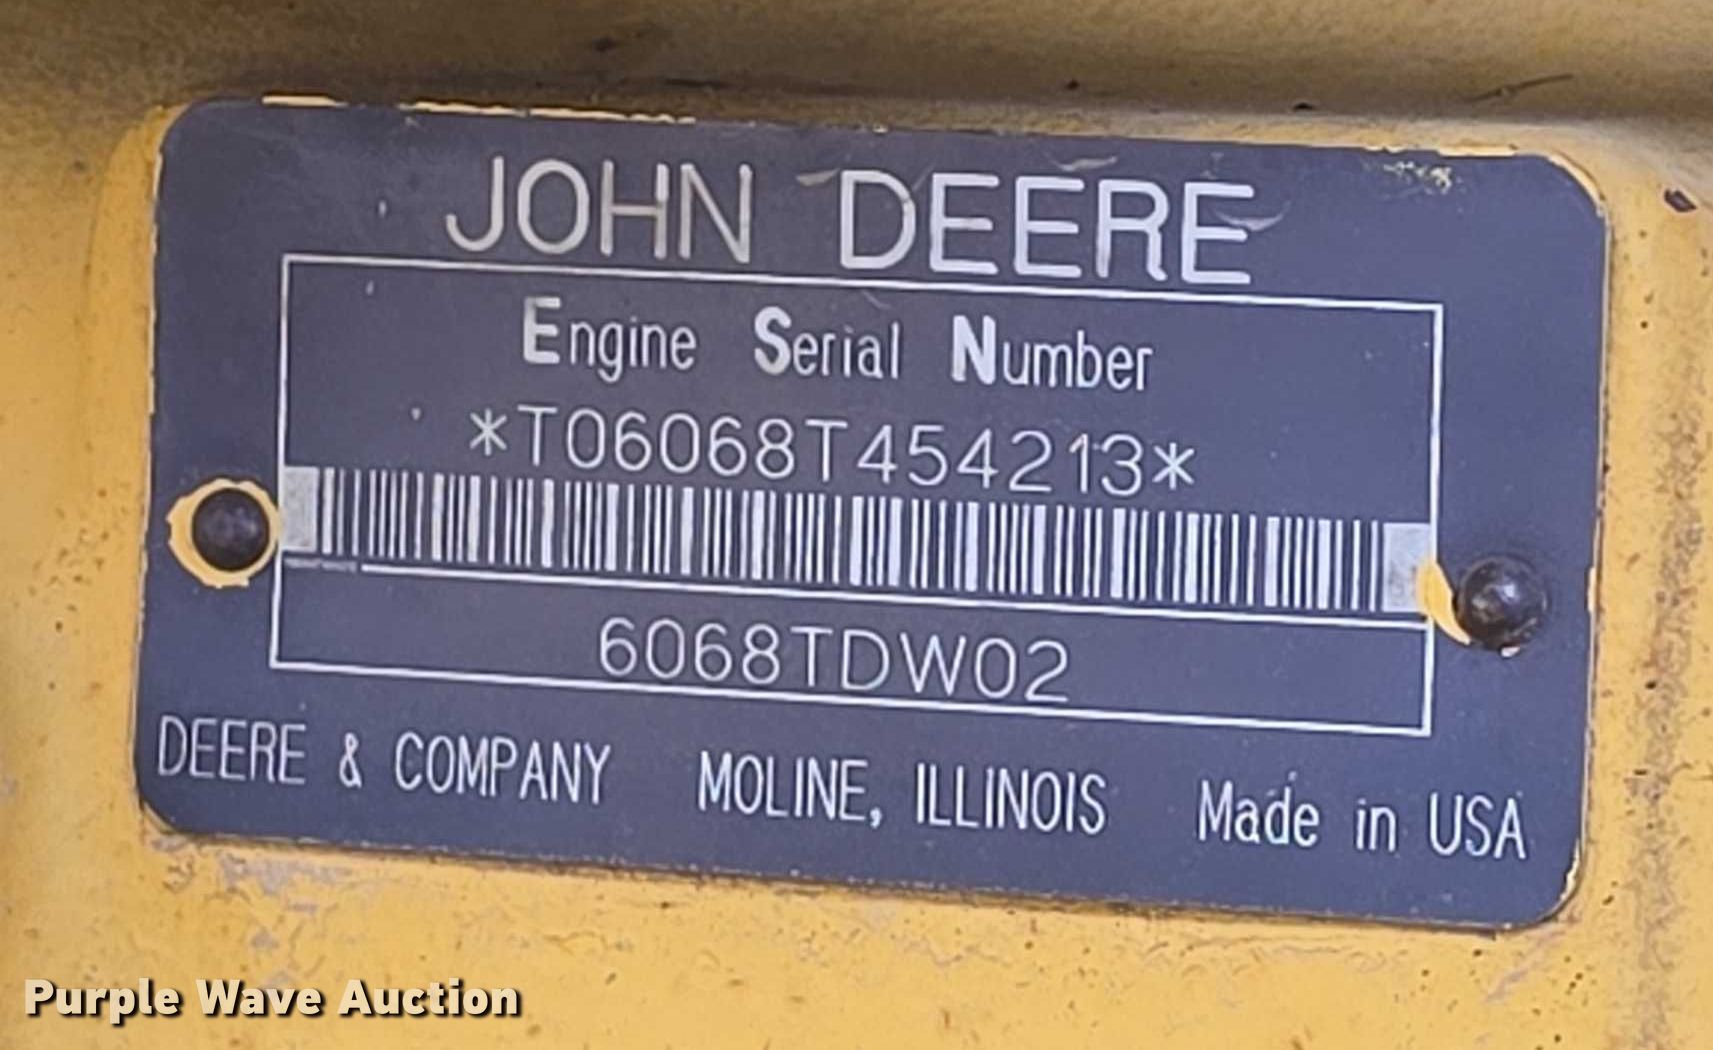 JOHN DEERE
Engine Serial Number
*T06068T454213*
6068TDW02
DEERE & COMPANY MOLINE, ILLINOIS Made in USA
Purple Wave Auction